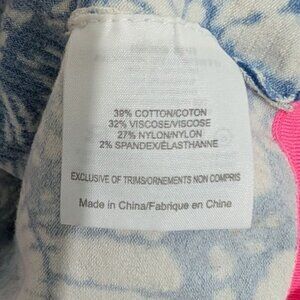 39% COTTON/COTON
32% VISCOSE/VISCOSE
27% NYLON/NYLON
2% SPANDEX/ÉLASTHANNE
EXCLUSIVE OF TRIMS/ORNEMENTS NON COMPRIS
Made in China/Fabriqué en Chine